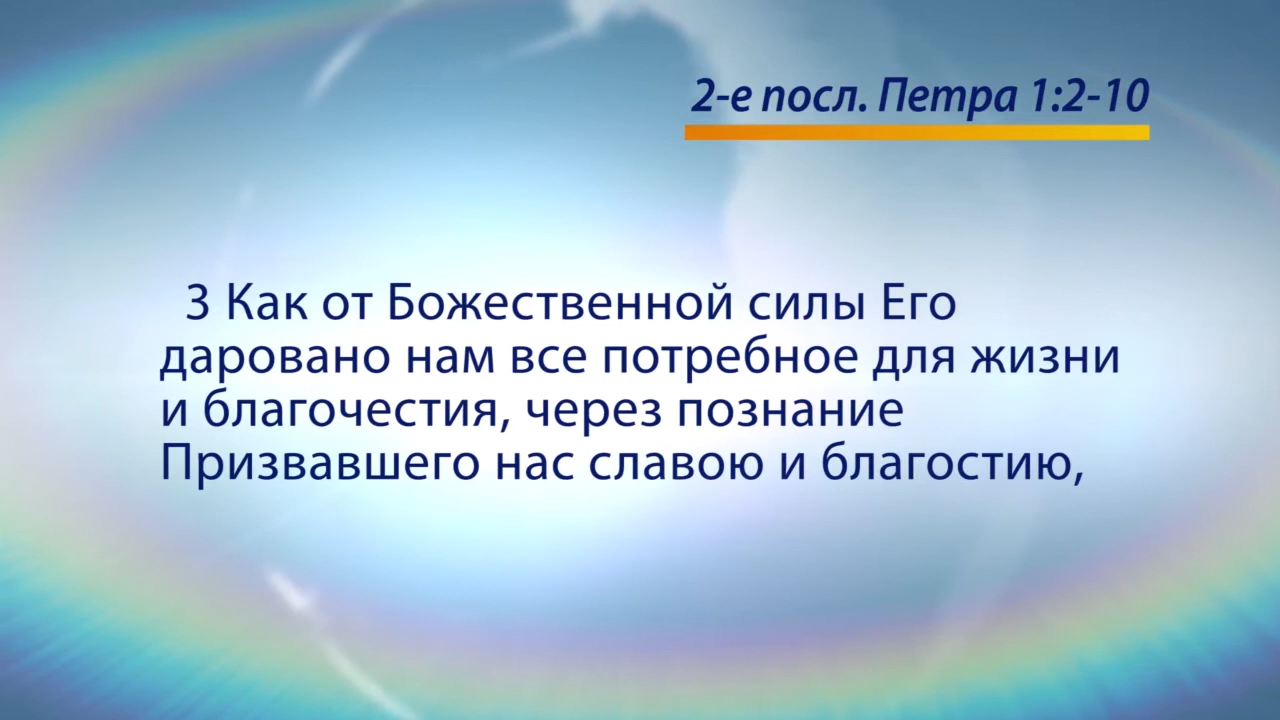 2-е посл. Петра 1:2-10
3 Как от Божественной силы Его
даровано нам все потребное для жизни
и благочестия, через познание
Призвавшего нас славою и благостию,